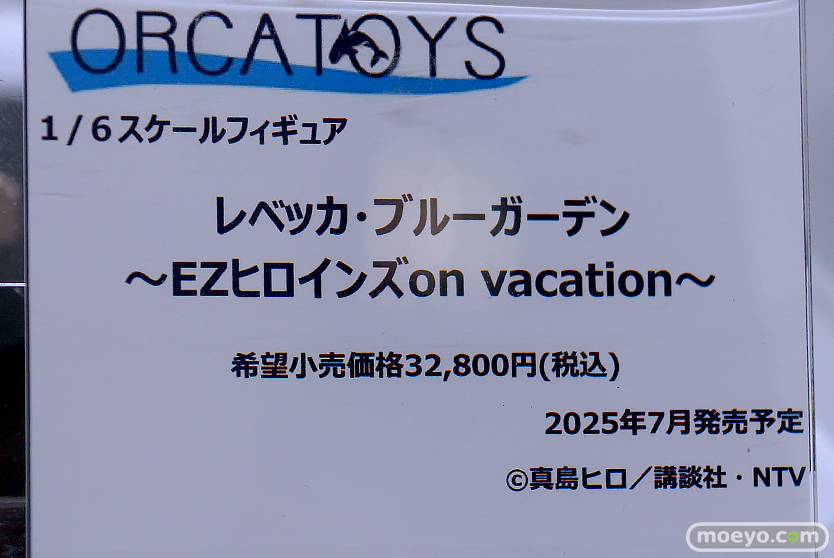 ORCATOYS
1/6スケールフィギュア
レベッカ・ブルーガーデン
～EZヒロインズon vacation～
希望小売価格32,800円(税込)
2025年7月発売予定
©真島ヒロ／講談社・NTV
moeyo.com